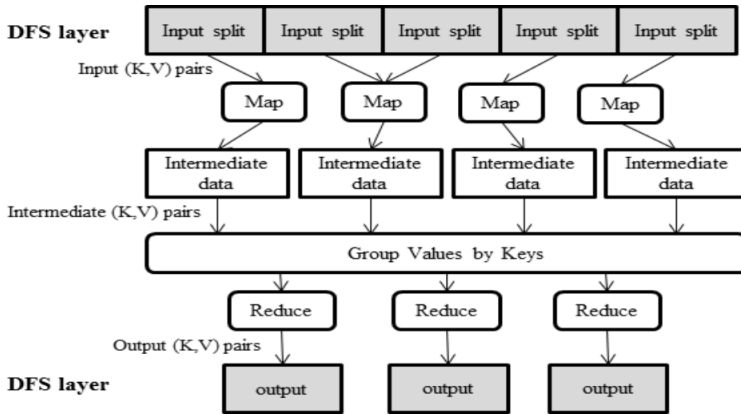 DFS layer
Input split Input split Input split Input split Input split
Input (K,V) pairs
Map Map Map Map
Intermediate data Intermediate data Intermediate data Intermediate data
Intermediate (K,V) pairs
Group Values by Keys
Reduce Reduce Reduce
Output (K,V) pairs
DFS layer
output output output